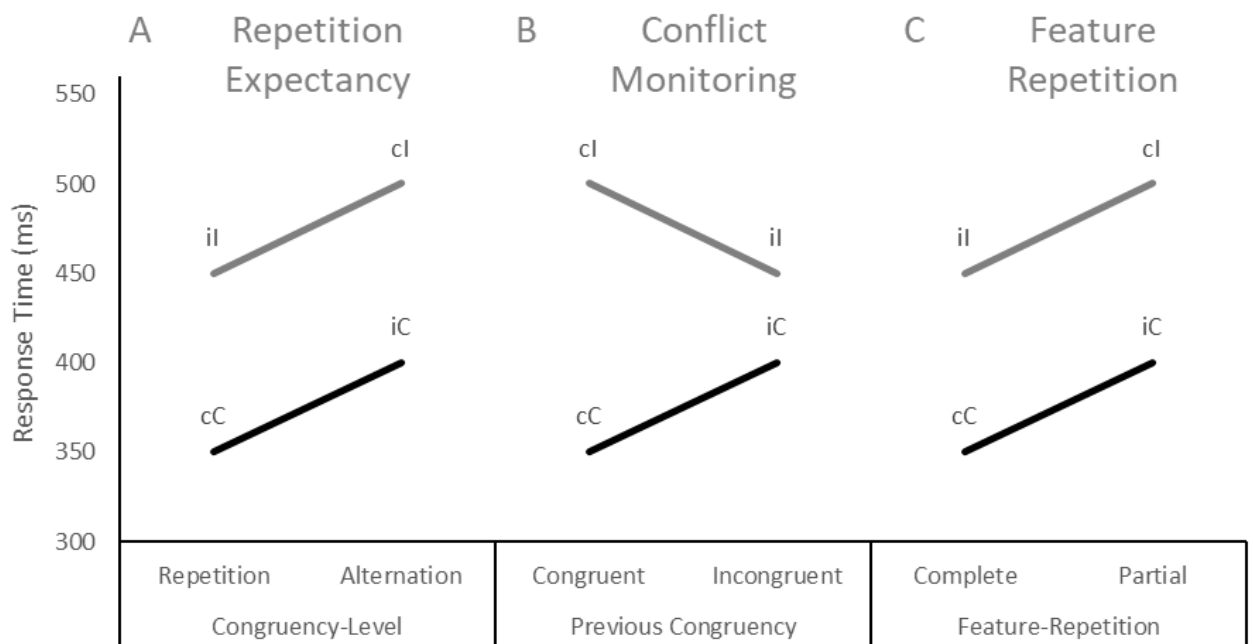 A Repetition Expectancy
B Conflict Monitoring
C Feature Repetition
Response Time (ms)
550
500
450
400
350
300
cI
iI
iC
cC
cI
iI
iC
cC
cI
iI
iC
cC
Repetition Alternation
Congruency-Level
Congruent Incongruent
Previous Congruency
Complete Partial
Feature-Repetition